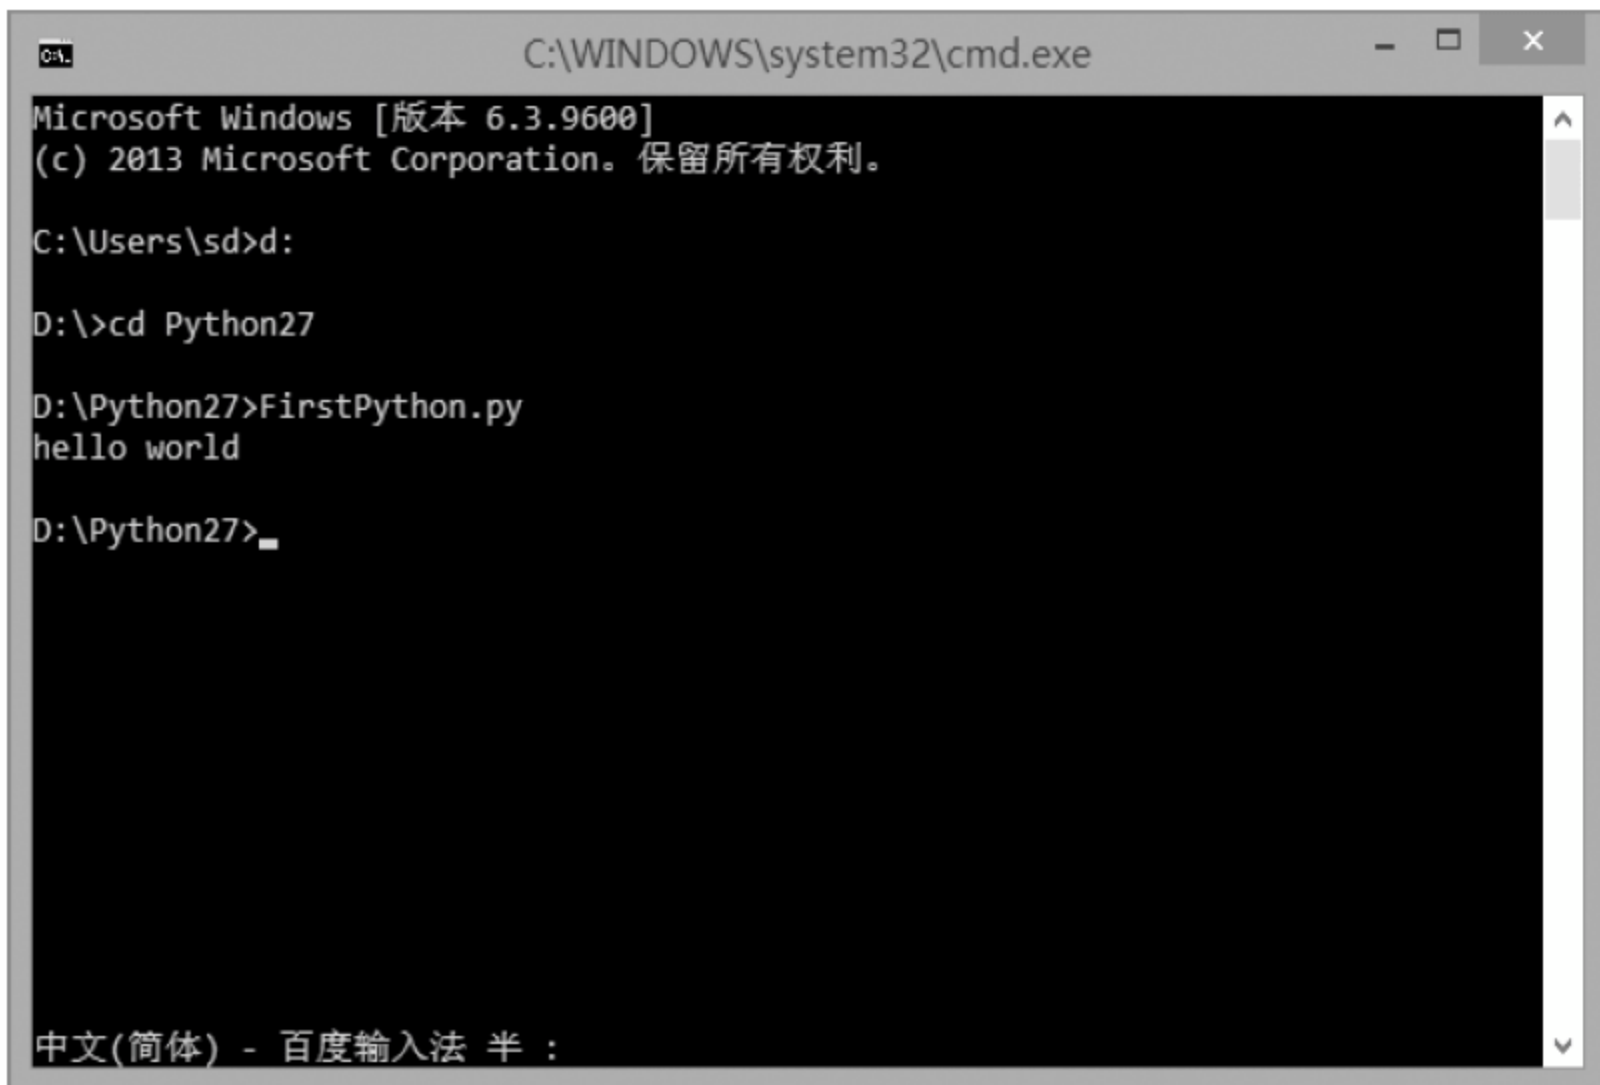 C:\WINDOWS\system32\cmd.exe
Microsoft Windows [版本 6.3.9600]
(c) 2013 Microsoft Corporation。保留所有权利。
C:\Users\sd>d:
D:\>cd Python27
D:\Python27>FirstPython.py
hello world
D:\Python27>
中文(简体) - 百度输入法 半 :